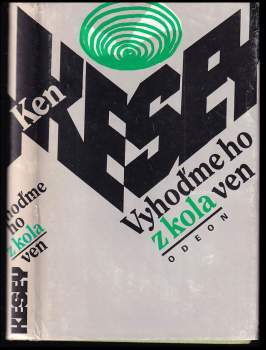 Ken
KESEY
Vyhoďme ho
z kola ven
ODEON
KESEY
Vyhoďme
ho
z kola
ven